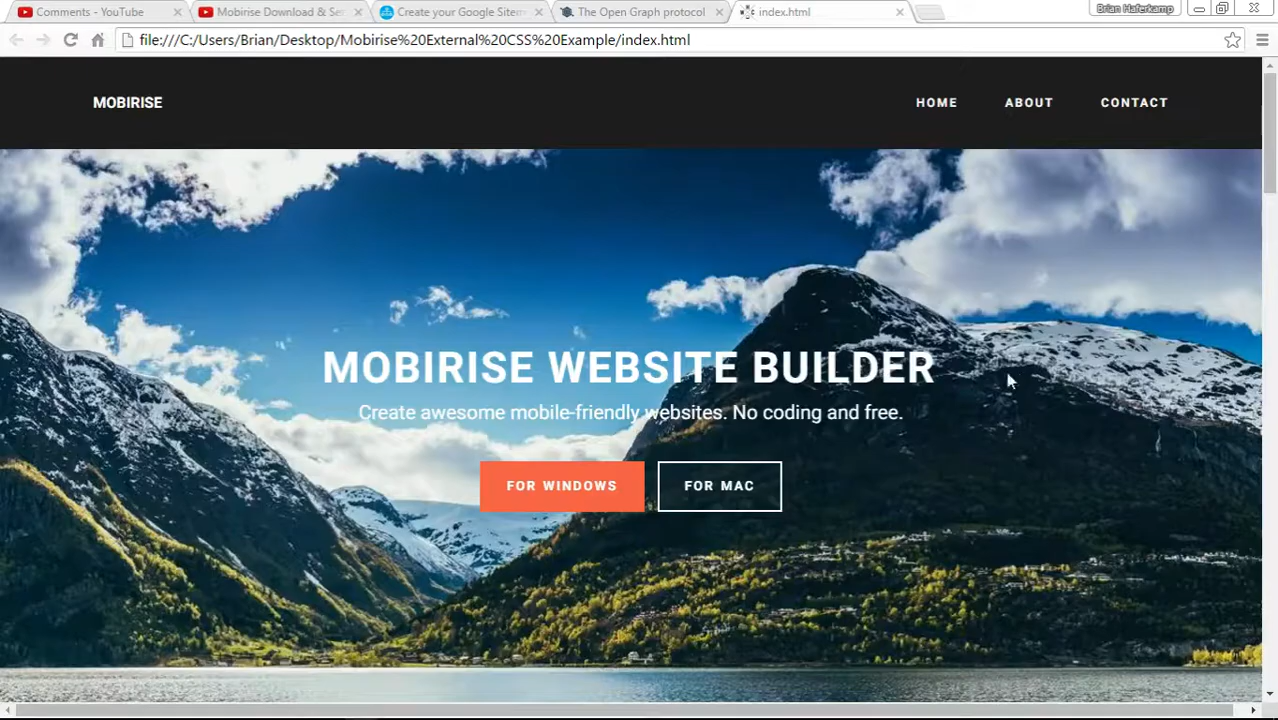 Comments - YouTube
Mobirise Download & Se
Create your Google Sitem
The Open Graph protocol
index.html
Brian Haferkamp
file:///C:/Users/Brian/Desktop/Mobirise%20External%20CSS%20Example/index.html
MOBIRISE
HOME
ABOUT
CONTACT
MOBIRISE WEBSITE BUILDER
Create awesome mobile-friendly websites. No coding and free.
FOR WINDOWS
FOR MAC